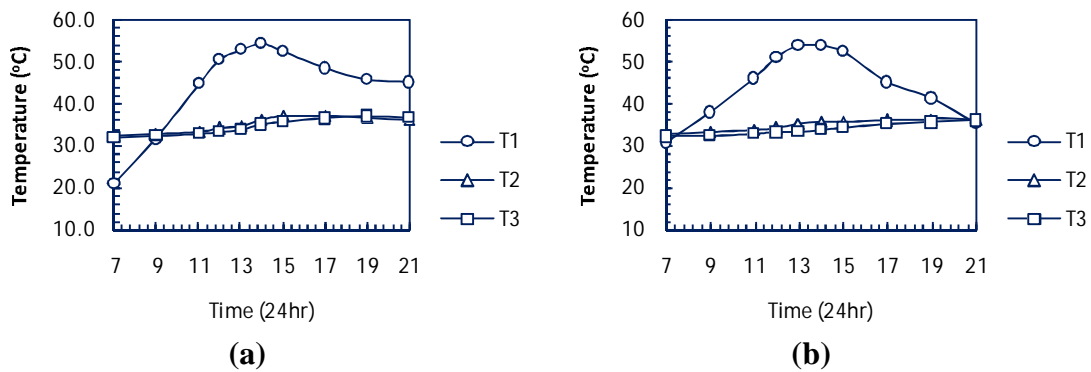 Temperature (ºC)
60.0
50.0
40.0
30.0
20.0
10.0
7 9 11 13 15 17 19 21
Time (24hr)
T1
T2
T3
(a)
Temperature (ºC)
60
50
40
30
20
10
7 9 11 13 15 17 19 21
Time (24hr)
T1
T2
T3
(b)